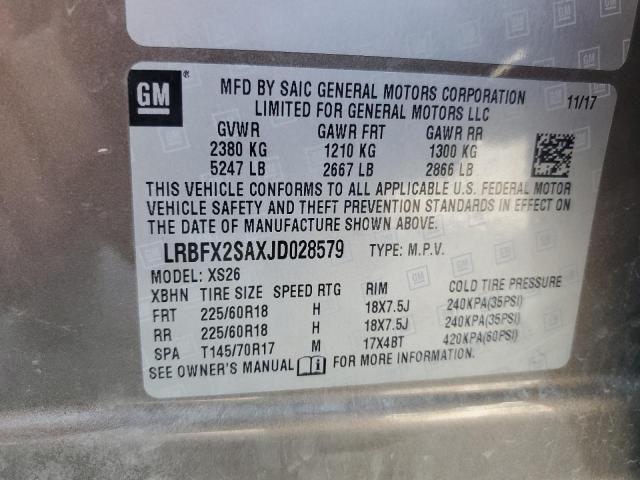 GM
MFD BY SAIC GENERAL MOTORS CORPORATION
LIMITED FOR GENERAL MOTORS LLC
11/17
GVWR GAWR FRT GAWR RR
2380 KG 1210 KG 1300 KG
5247 LB 2667 LB 2866 LB
THIS VEHICLE CONFORMS TO ALL APPLICABLE U.S. FEDERAL MOTOR
VEHICLE SAFETY AND THEFT PREVENTION STANDARDS IN EFFECT ON
THE DATE OF MANUFACTURE SHOWN ABOVE.
LRBFX2SAXJD028579 TYPE: M.P.V.
MODEL: XS26
XBHN TIRE SIZE SPEED RTG RIM COLD TIRE PRESSURE
FRT 225/60R18 H 18X7.5J 240KPA(35PSI)
RR 225/60R18 H 18X7.5J 240KPA(35PSI)
SPA T145/70R17 M 17X4BT 420KPA(60PSI)
SEE OWNER'S MANUAL FOR MORE INFORMATION.